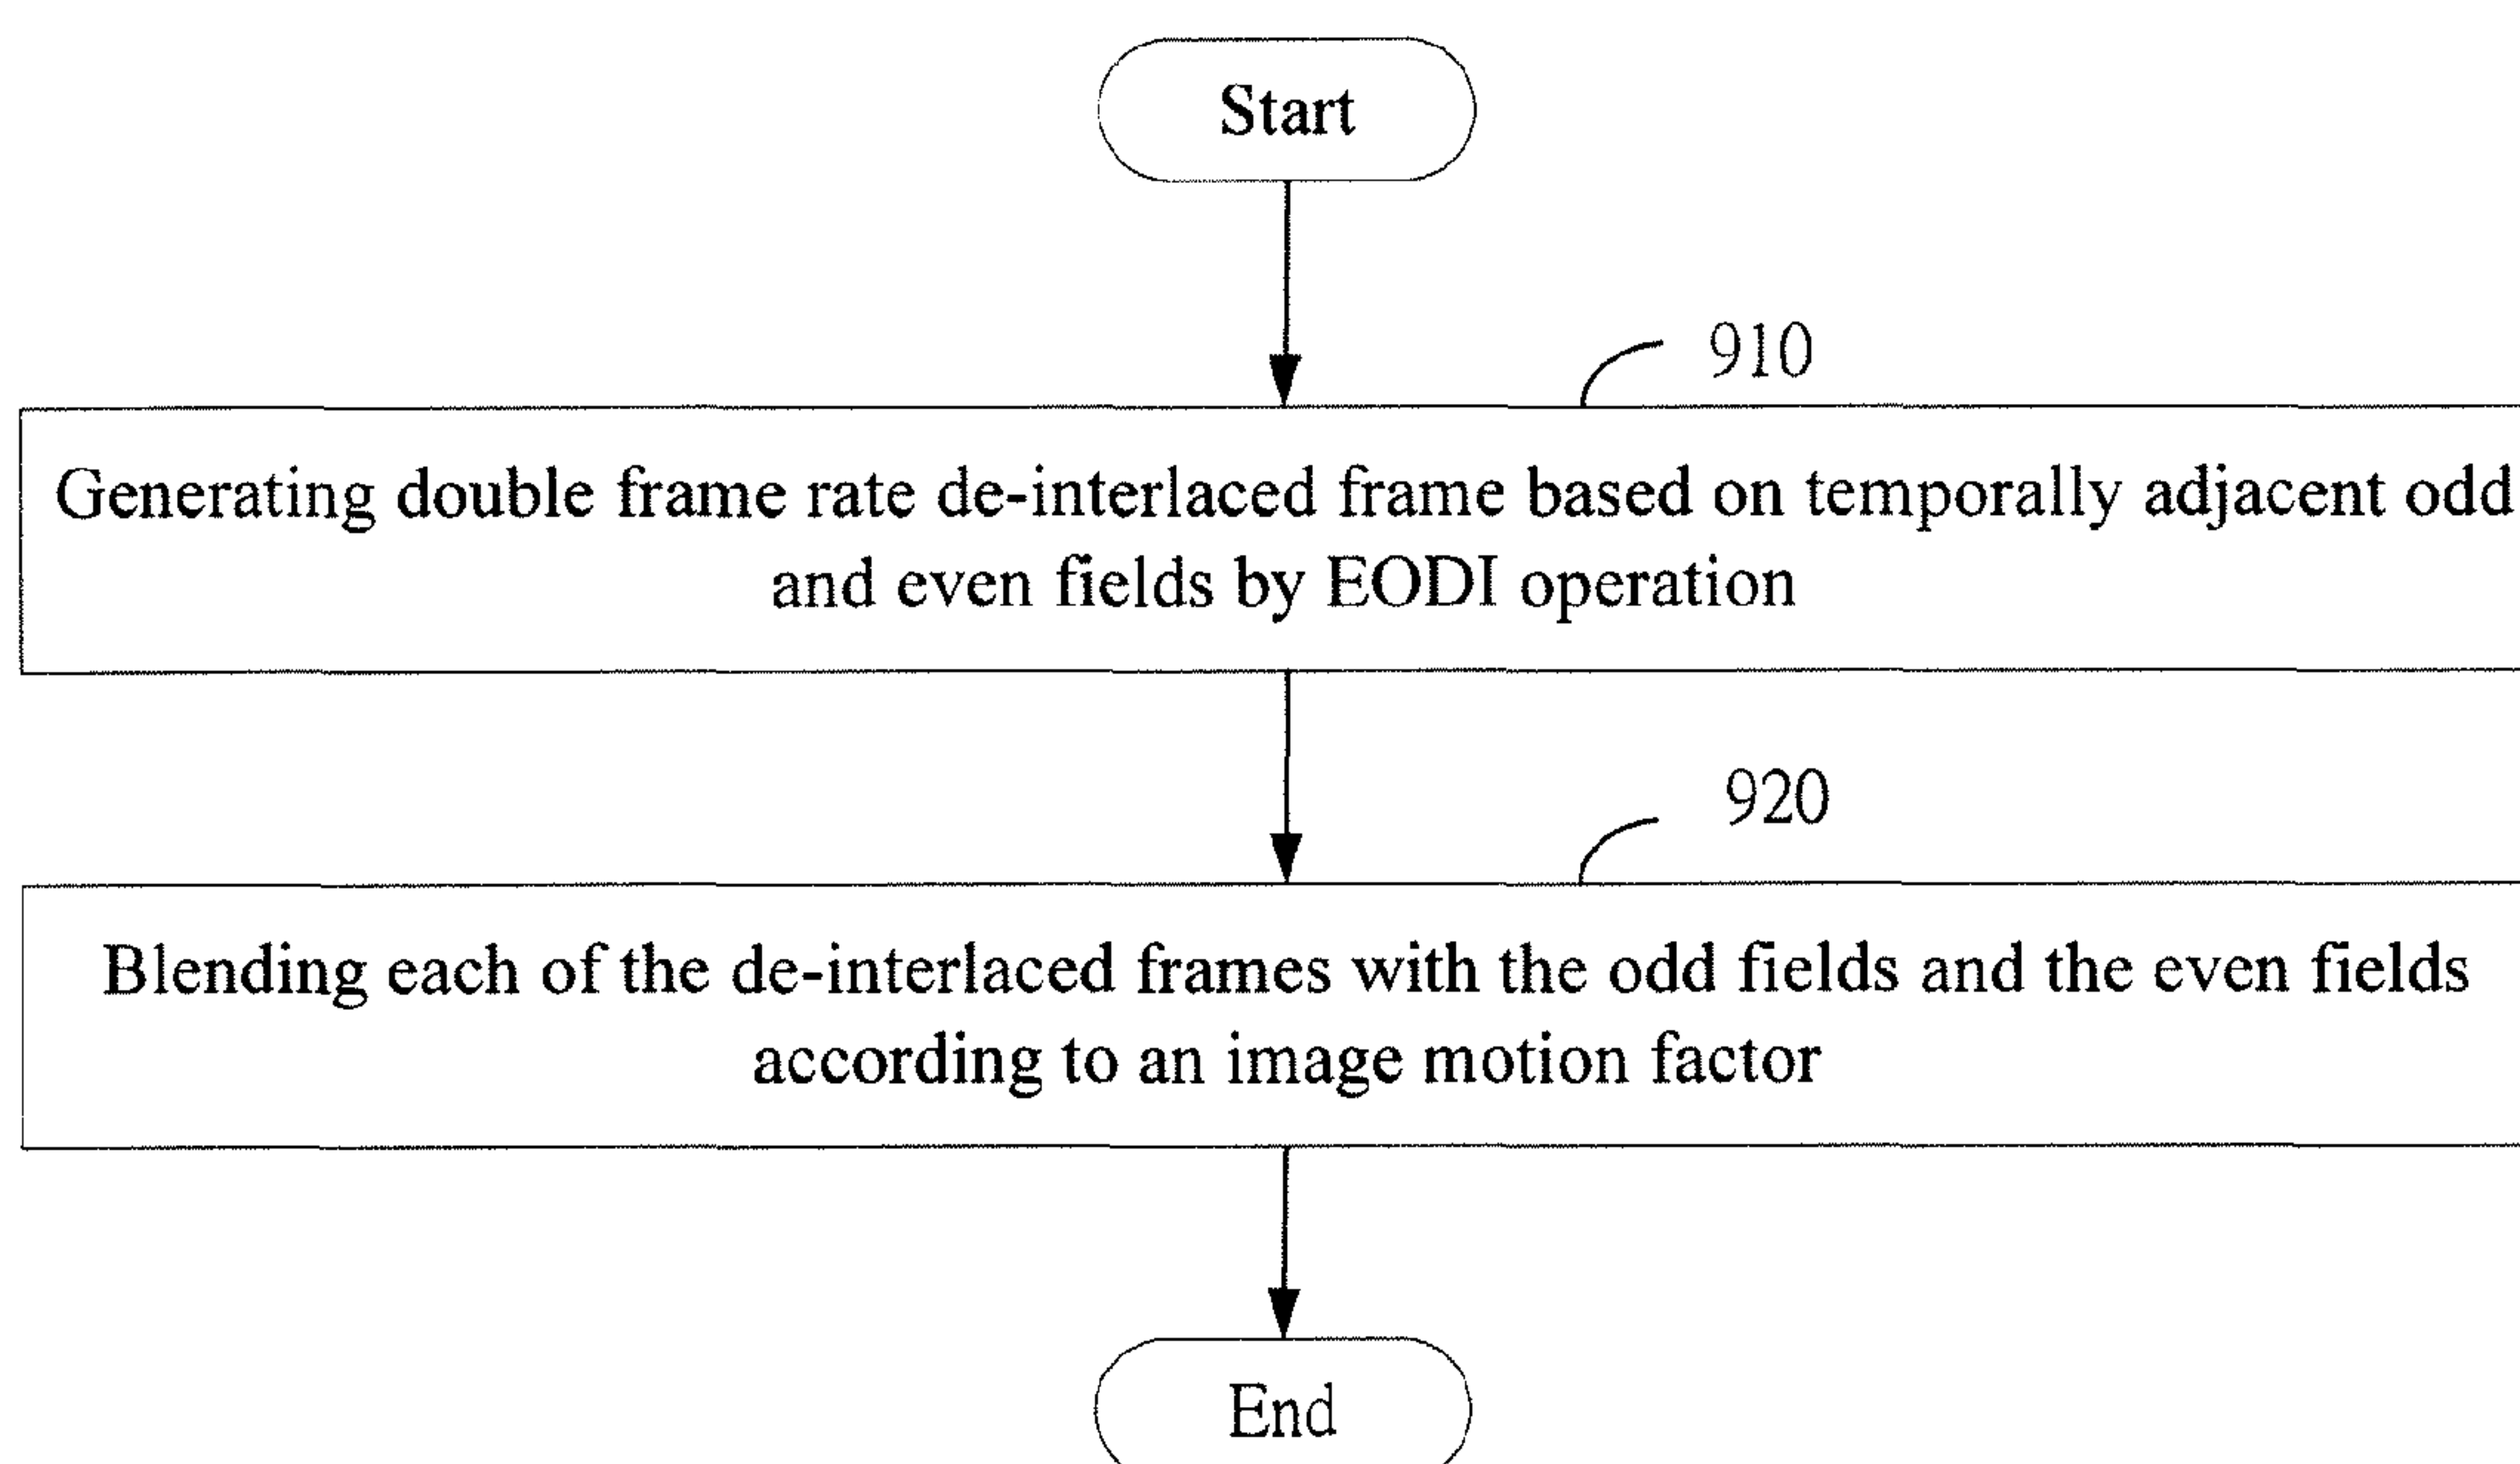 Start
910
Generating double frame rate de-interlaced frame based on temporally adjacent odd
and even fields by EODI operation
920
Blending each of the de-interlaced frames with the odd fields and the even fields
according to an image motion factor
End